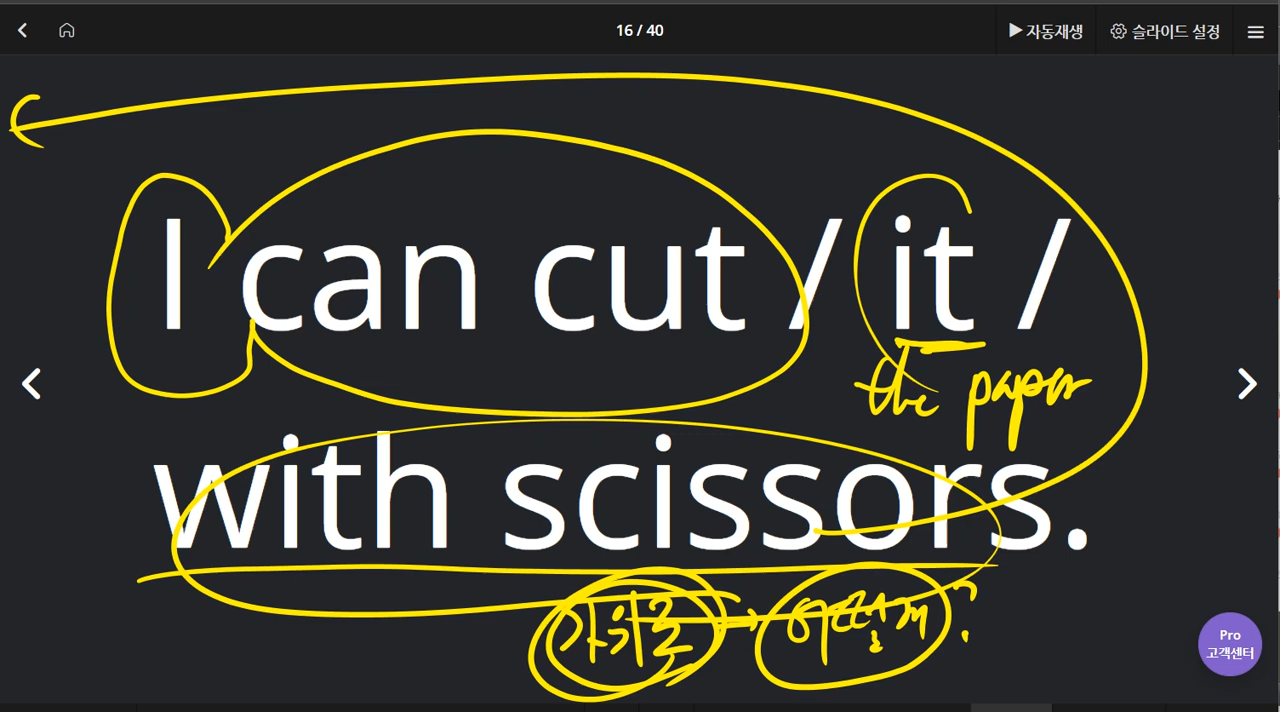 16 / 40
▶ 자동재생
슬라이드 설정
I can cut / it /
the paper
with scissors.
가위로 → 어떻게?
Pro
고객센터